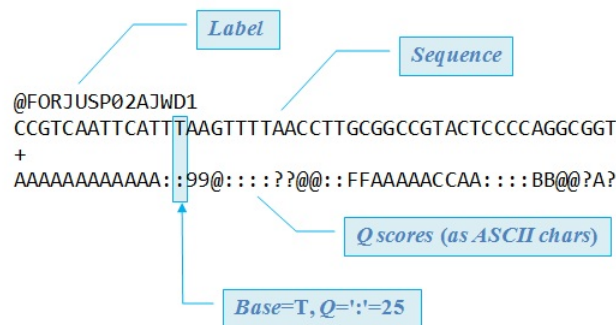 Label
Sequence
@FORJUSP02AJWD1
CCGTCAATTCATTTAAGTTTTAACCTTGCGGCCGTACTCCCCAGGCGGT
+
AAAAAAAAAAAA::99@::::??@@::FFAAAAACCAA::::BB@@?A?
Q scores (as ASCII chars)
Base=T, Q=':'=25